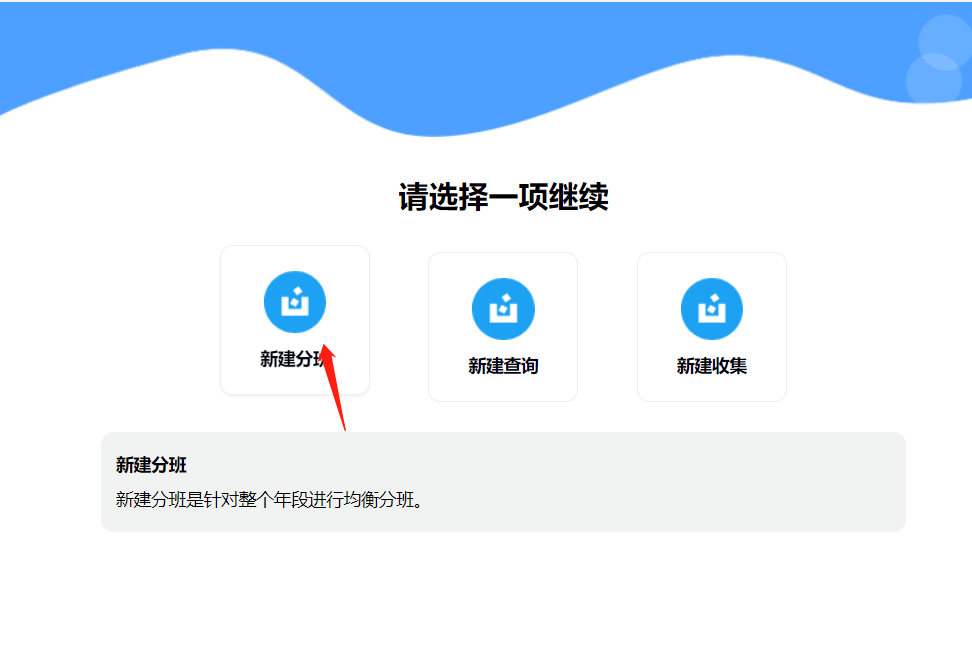 请选择一项继续
新建分班
新建查询
新建收集
新建分班
新建分班是针对整个年段进行均衡分班。